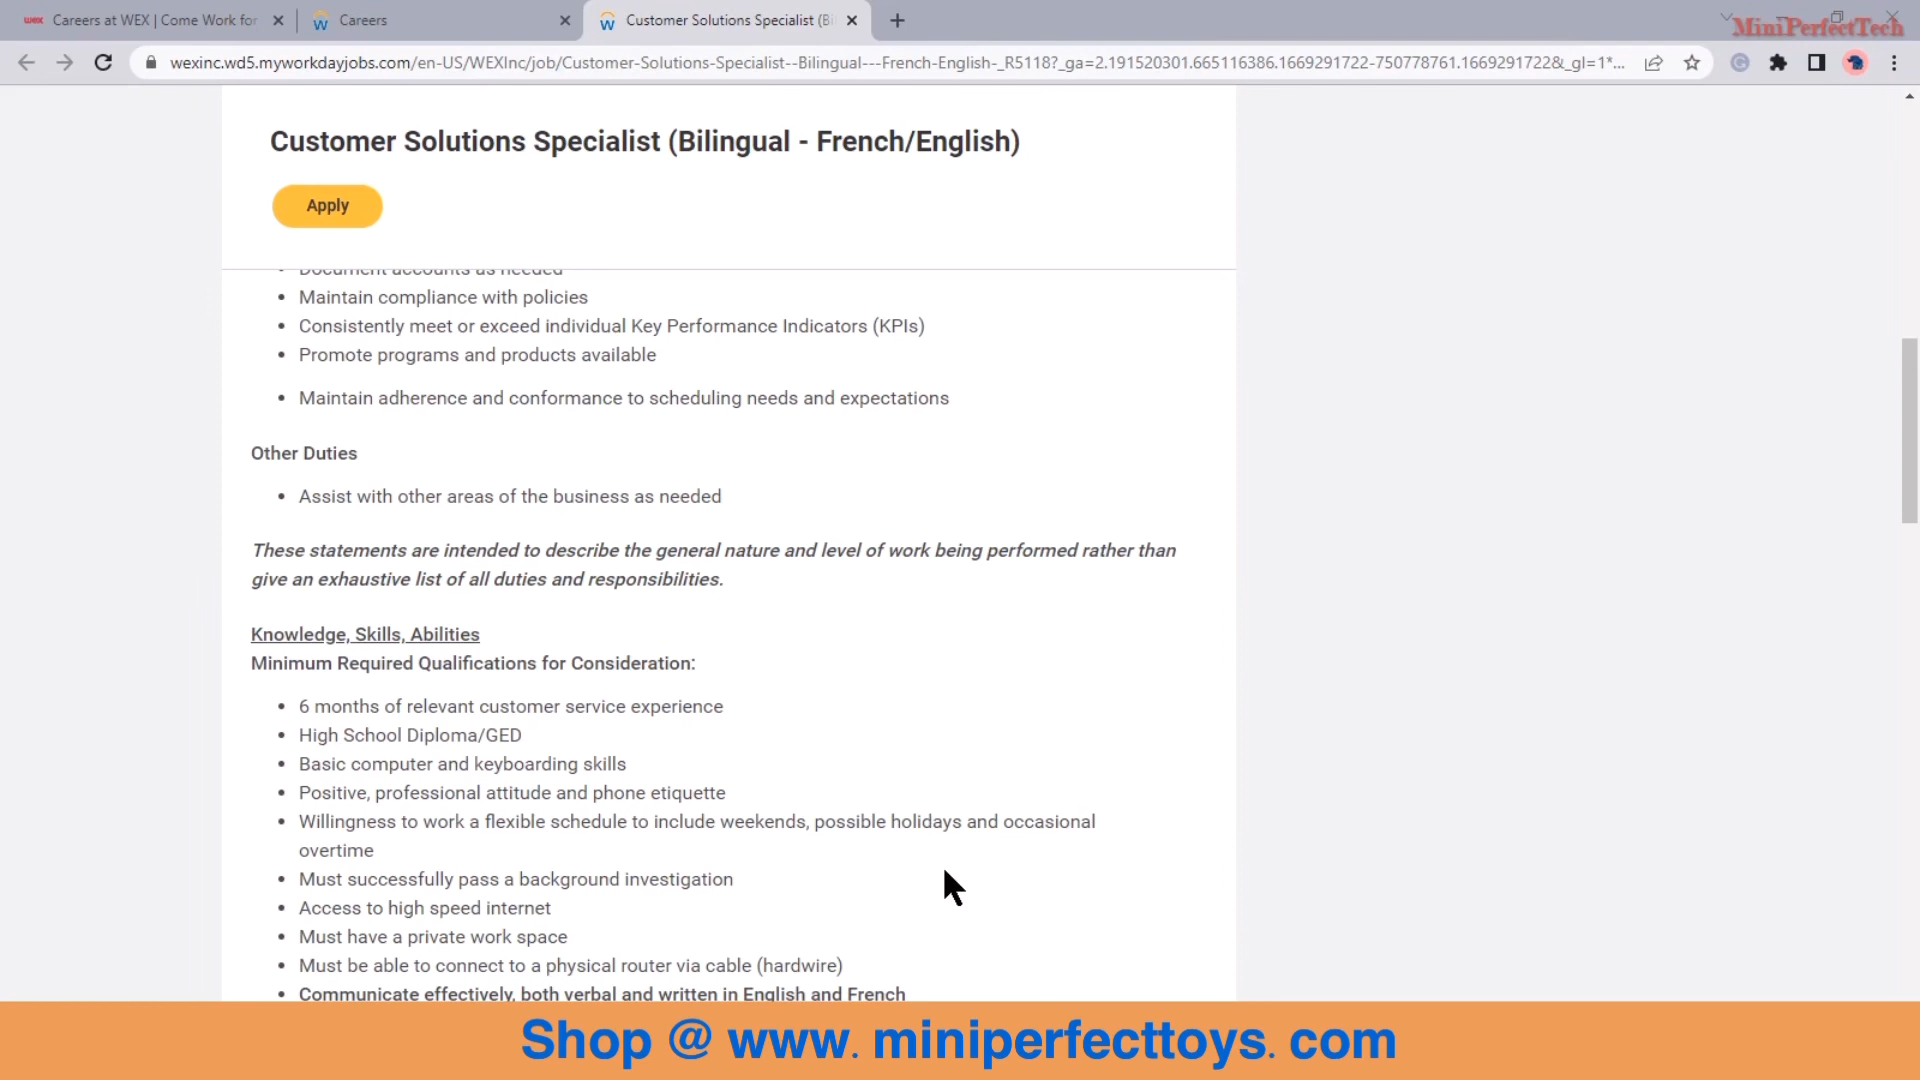 wex Careers at WEX | Come Work for
Careers
Customer Solutions Specialist (Bi
MiniPerfectTech
wexinc.wd5.myworkdayjobs.com/en-US/WEXInc/job/Customer-Solutions-Specialist--Bilingual---French-English-_R5118?_ga=2.191520301.665116386.1669291722-750778761.1669291722&_gl=1*...
Customer Solutions Specialist (Bilingual - French/English)
Apply
• Document accounts as needed
• Maintain compliance with policies
• Consistently meet or exceed individual Key Performance Indicators (KPIs)
• Promote programs and products available
• Maintain adherence and conformance to scheduling needs and expectations
Other Duties
• Assist with other areas of the business as needed
These statements are intended to describe the general nature and level of work being performed rather than
give an exhaustive list of all duties and responsibilities.
Knowledge, Skills, Abilities
Minimum Required Qualifications for Consideration:
• 6 months of relevant customer service experience
• High School Diploma/GED
• Basic computer and keyboarding skills
• Positive, professional attitude and phone etiquette
• Willingness to work a flexible schedule to include weekends, possible holidays and occasional
overtime
• Must successfully pass a background investigation
• Access to high speed internet
• Must have a private work space
• Must be able to connect to a physical router via cable (hardwire)
• Communicate effectively, both verbal and written in English and French
Shop @ www. miniperfecttoys. com